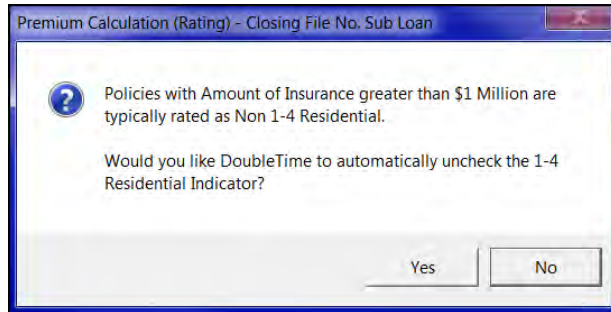 Premium Calculation (Rating) - Closing File No. Sub Loan
Policies with Amount of Insurance greater than $1 Million are
typically rated as Non 1-4 Residential.
Would you like DoubleTime to automatically uncheck the 1-4
Residential Indicator?
Yes
No